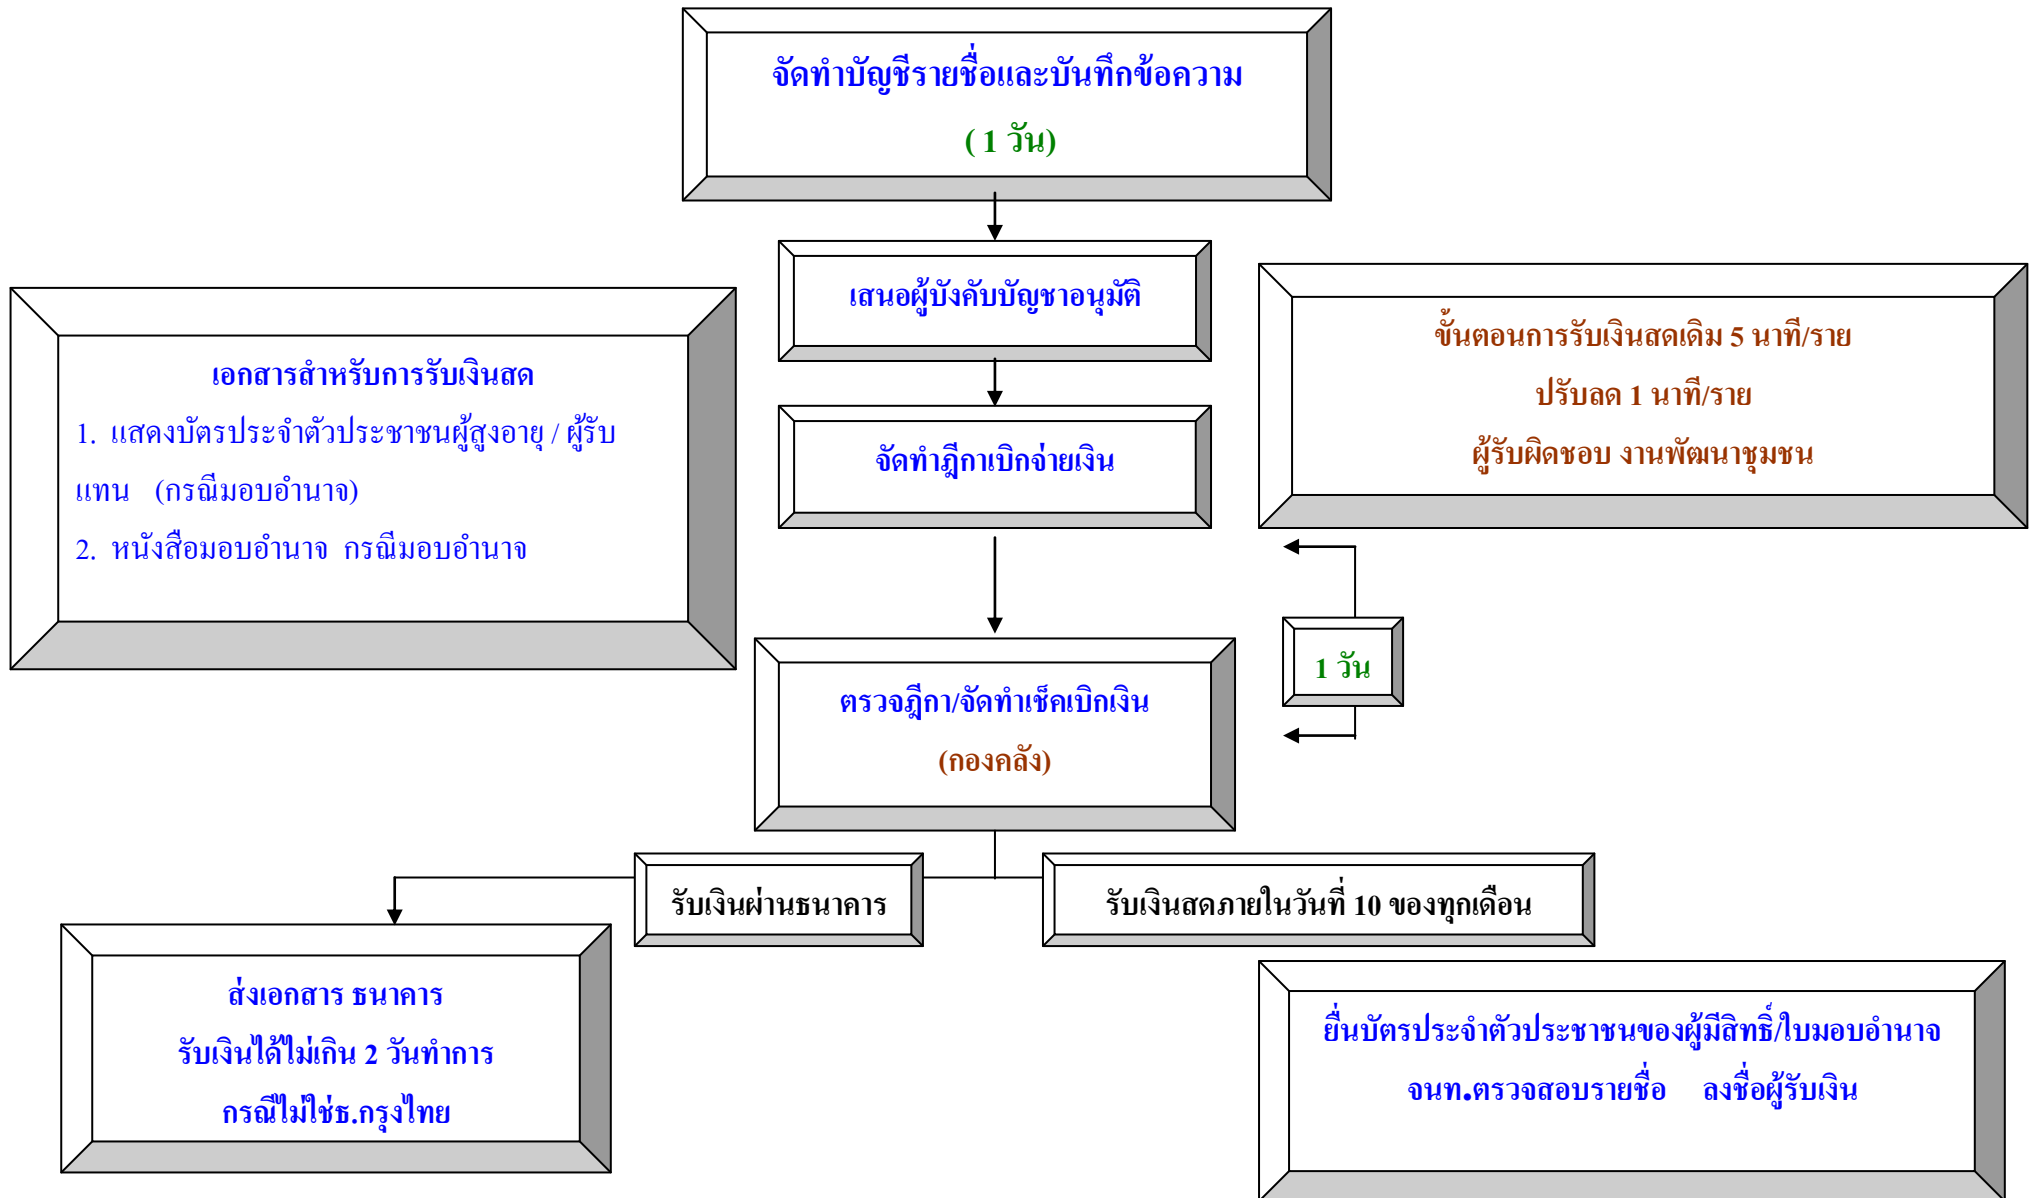 จัดทำบัญชีรายชื่อและบันทึกข้อความ
( 1 วัน)
เสนอผู้บังคับบัญชาอนุมัติ
เอกสารสำหรับการรับเงินสด
1. แสดงบัตรประจำตัวประชาชนผู้สูงอายุ / ผู้รับ
แทน (กรณีมอบอำนาจ)
2. หนังสือมอบอำนาจ กรณีมอบอำนาจ
ขั้นตอนการรับเงินสดเดิม 5 นาที/ราย
ปรับลด 1 นาที/ราย
ผู้รับผิดชอบ งานพัฒนาชุมชน
จัดทำฎีกาเบิกจ่ายเงิน
1 วัน
ตรวจฎีกา/จัดทำเช็คเบิกเงิน
(กองคลัง)
รับเงินผ่านธนาคาร
รับเงินสดภายในวันที่ 10 ของทุกเดือน
ส่งเอกสาร ธนาคาร
รับเงินได้ไม่เกิน 2 วันทำการ
กรณีไม่ใช่ธ.กรุงไทย
ยื่นบัตรประจำตัวประชาชนของผู้มีสิทธิ์/ใบมอบอำนาจ
จนท.ตรวจสอบรายชื่อ ลงชื่อผู้รับเงิน